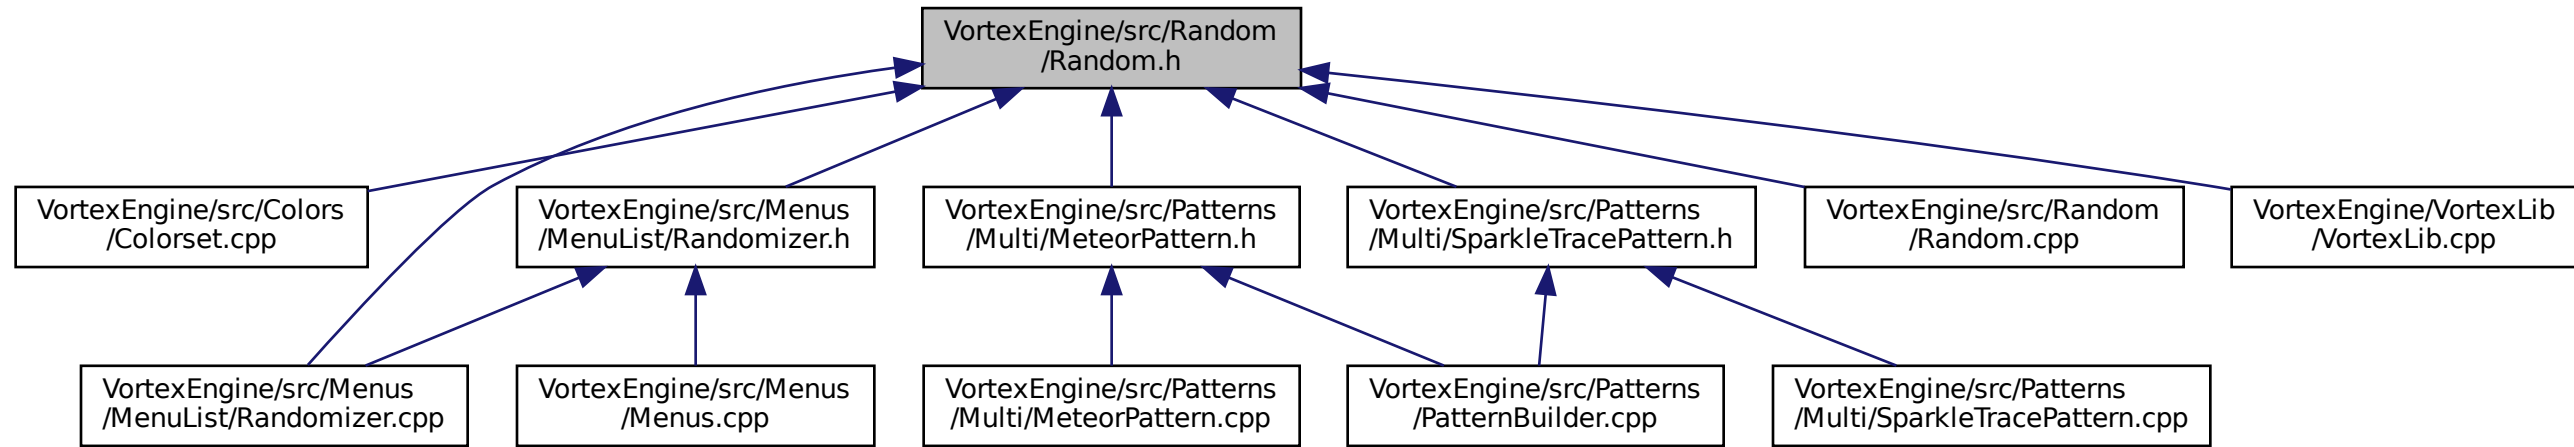 VortexEngine/src/Random
/Random.h
VortexEngine/src/Colors
/Colorset.cpp
VortexEngine/src/Menus
/MenuList/Randomizer.h
VortexEngine/src/Patterns
/Multi/MeteorPattern.h
VortexEngine/src/Patterns
/Multi/SparkleTracePattern.h
VortexEngine/src/Random
/Random.cpp
VortexEngine/VortexLib
/VortexLib.cpp
VortexEngine/src/Menus
/MenuList/Randomizer.cpp
VortexEngine/src/Menus
/Menus.cpp
VortexEngine/src/Patterns
/Multi/MeteorPattern.cpp
VortexEngine/src/Patterns
/PatternBuilder.cpp
VortexEngine/src/Patterns
/Multi/SparkleTracePattern.cpp